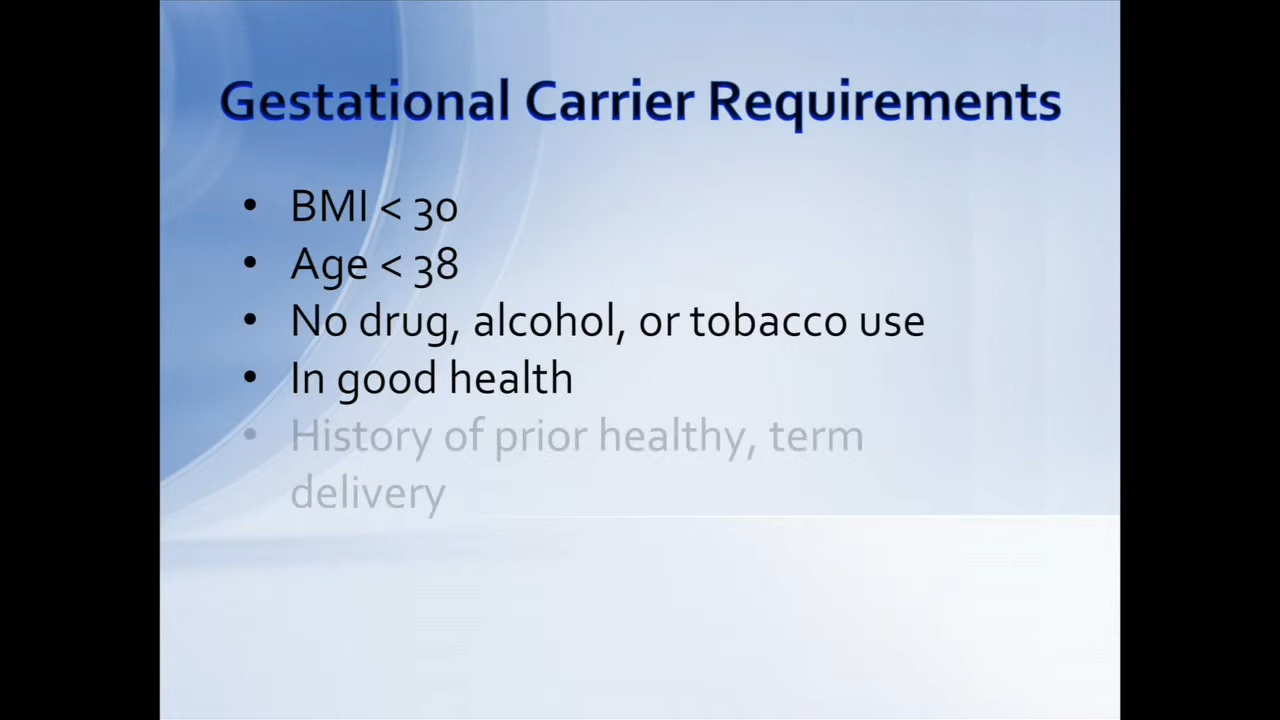 Gestational Carrier Requirements
• BMI < 30
• Age < 38
• No drug, alcohol, or tobacco use
• In good health
• History of prior healthy, term
delivery